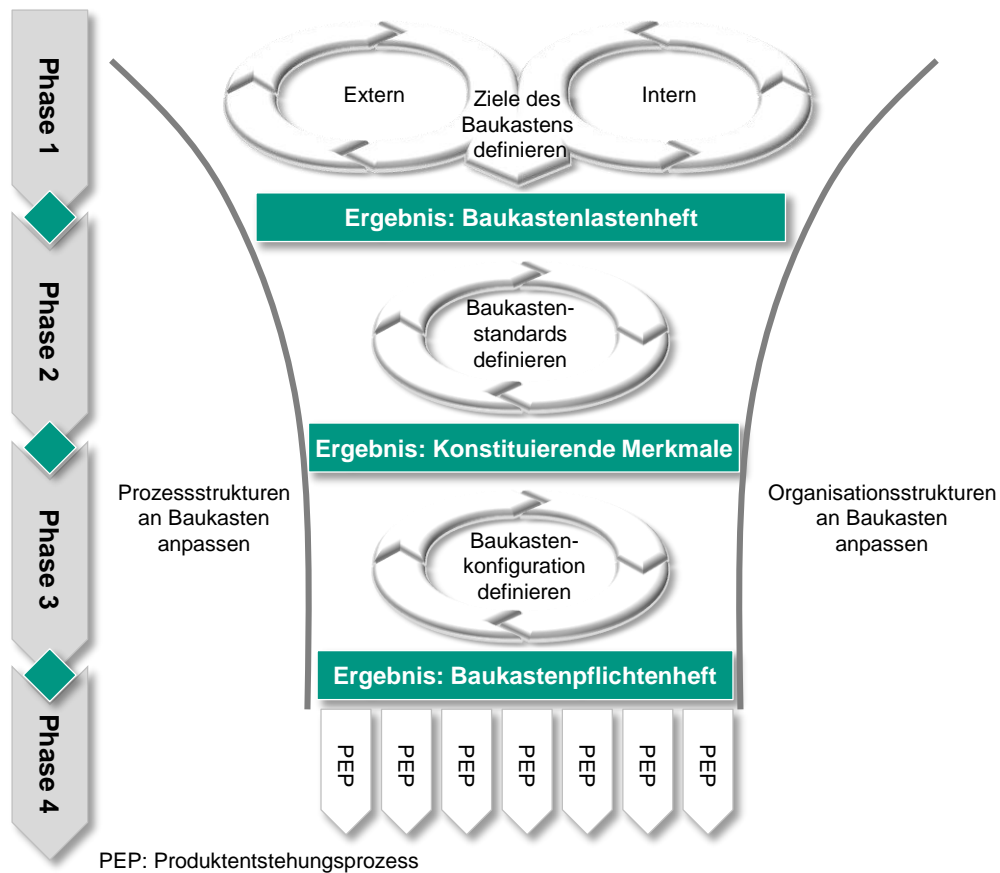 Phase 1
Extern
Intern
Ziele des
Baukastens
definieren
Ergebnis: Baukastenlastenheft
Phase 2
Baukasten-
standards
definieren
Ergebnis: Konstituierende Merkmale
Prozessstrukturen
an Baukasten
anpassen
Organisationsstrukturen
an Baukasten
anpassen
Phase 3
Baukasten-
konfiguration
definieren
Ergebnis: Baukastenpflichtenheft
Phase 4
PEP
PEP
PEP
PEP
PEP
PEP
PEP
PEP: Produktentstehungsprozess